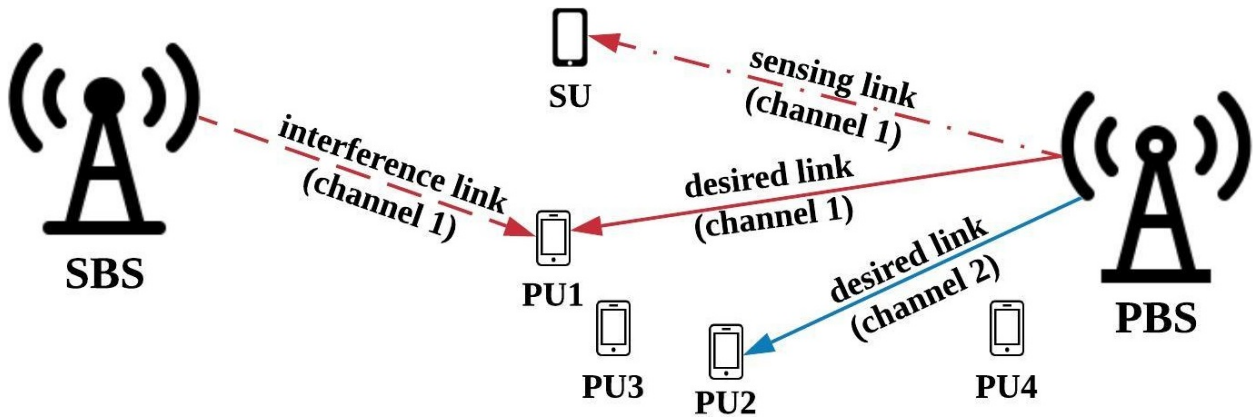 SU
sensing link
(channel 1)
interference link
(channel 1)
desired link
(channel 1)
SBS
PU1
desired link
(channel 2)
PBS
PU3
PU2
PU4